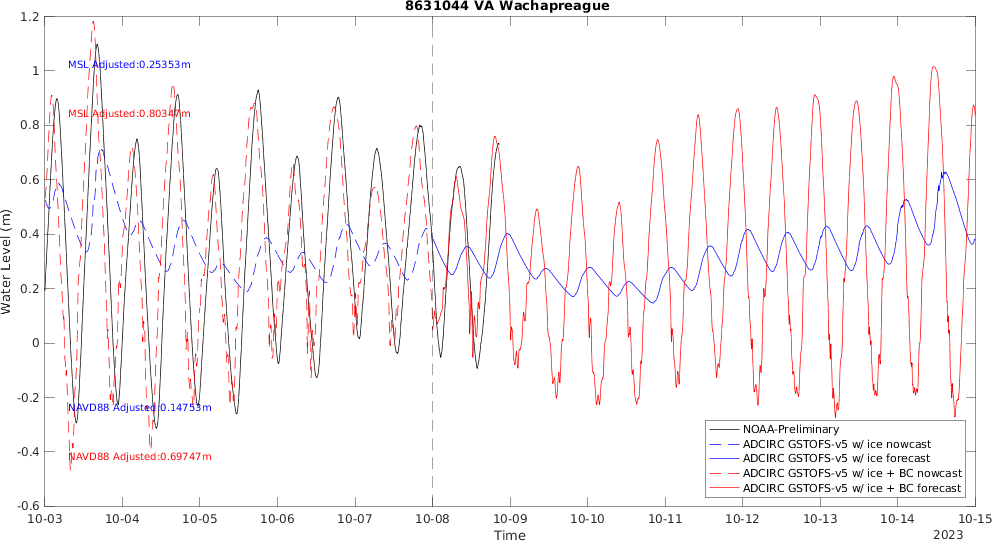 8631044 VA Wachapreague
1.2
1
0.8
0.6
0.4
0.2
0
-0.2
-0.4
-0.6
Water Level (m)
MSL Adjusted:0.25353m
MSL Adjusted:0.80347m
NAVD88 Adjusted:0.14753m
NAVD88 Adjusted:0.69747m
NOAA-Preliminary
ADCIRC GSTOFS-v5 w/ ice nowcast
ADCIRC GSTOFS-v5 w/ ice forecast
ADCIRC GSTOFS-v5 w/ ice + BC nowcast
ADCIRC GSTOFS-v5 w/ ice + BC forecast
10-03 10-04 10-05 10-06 10-07 10-08 10-09 10-10 10-11 10-12 10-13 10-14 10-15
Time
2023